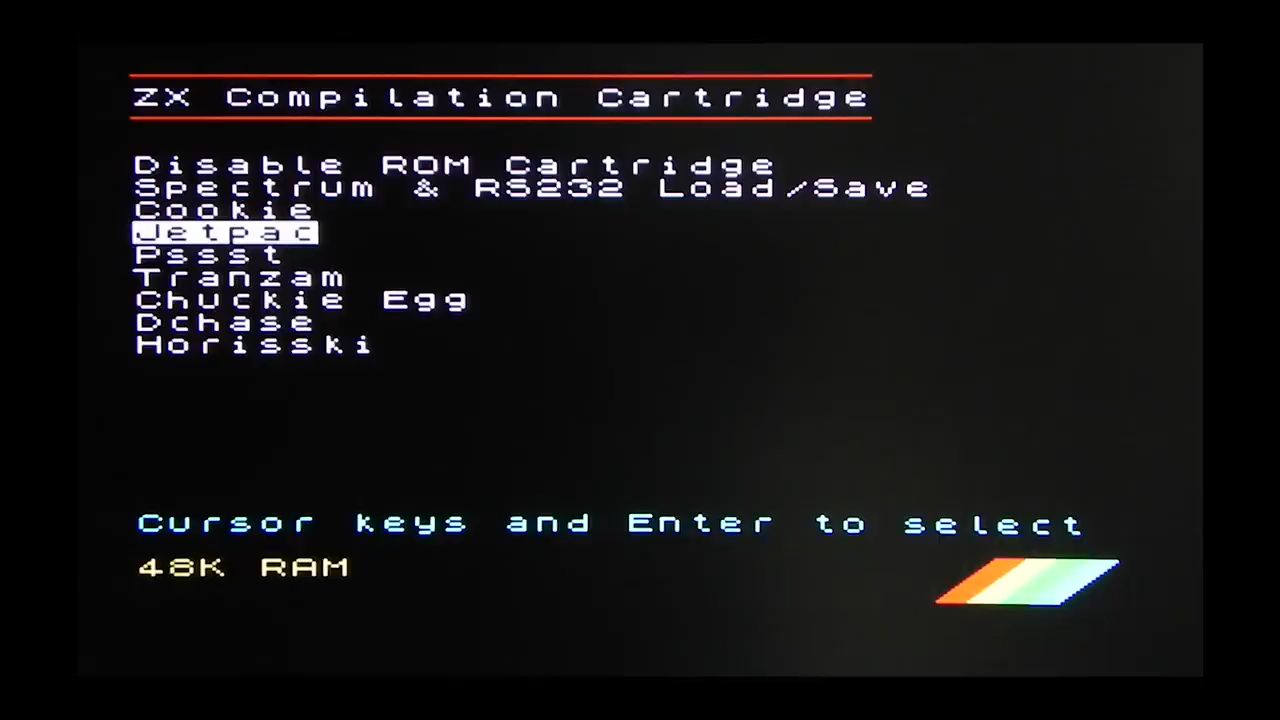 ZX Compilation Cartridge
Disable ROM Cartridge
Spectrum & RS232 Load/Save
Cookie
Jetpac
Pssst
Tranzam
Chuckie Egg
Dchase
Horisski
Cursor keys and Enter to select
48K RAM